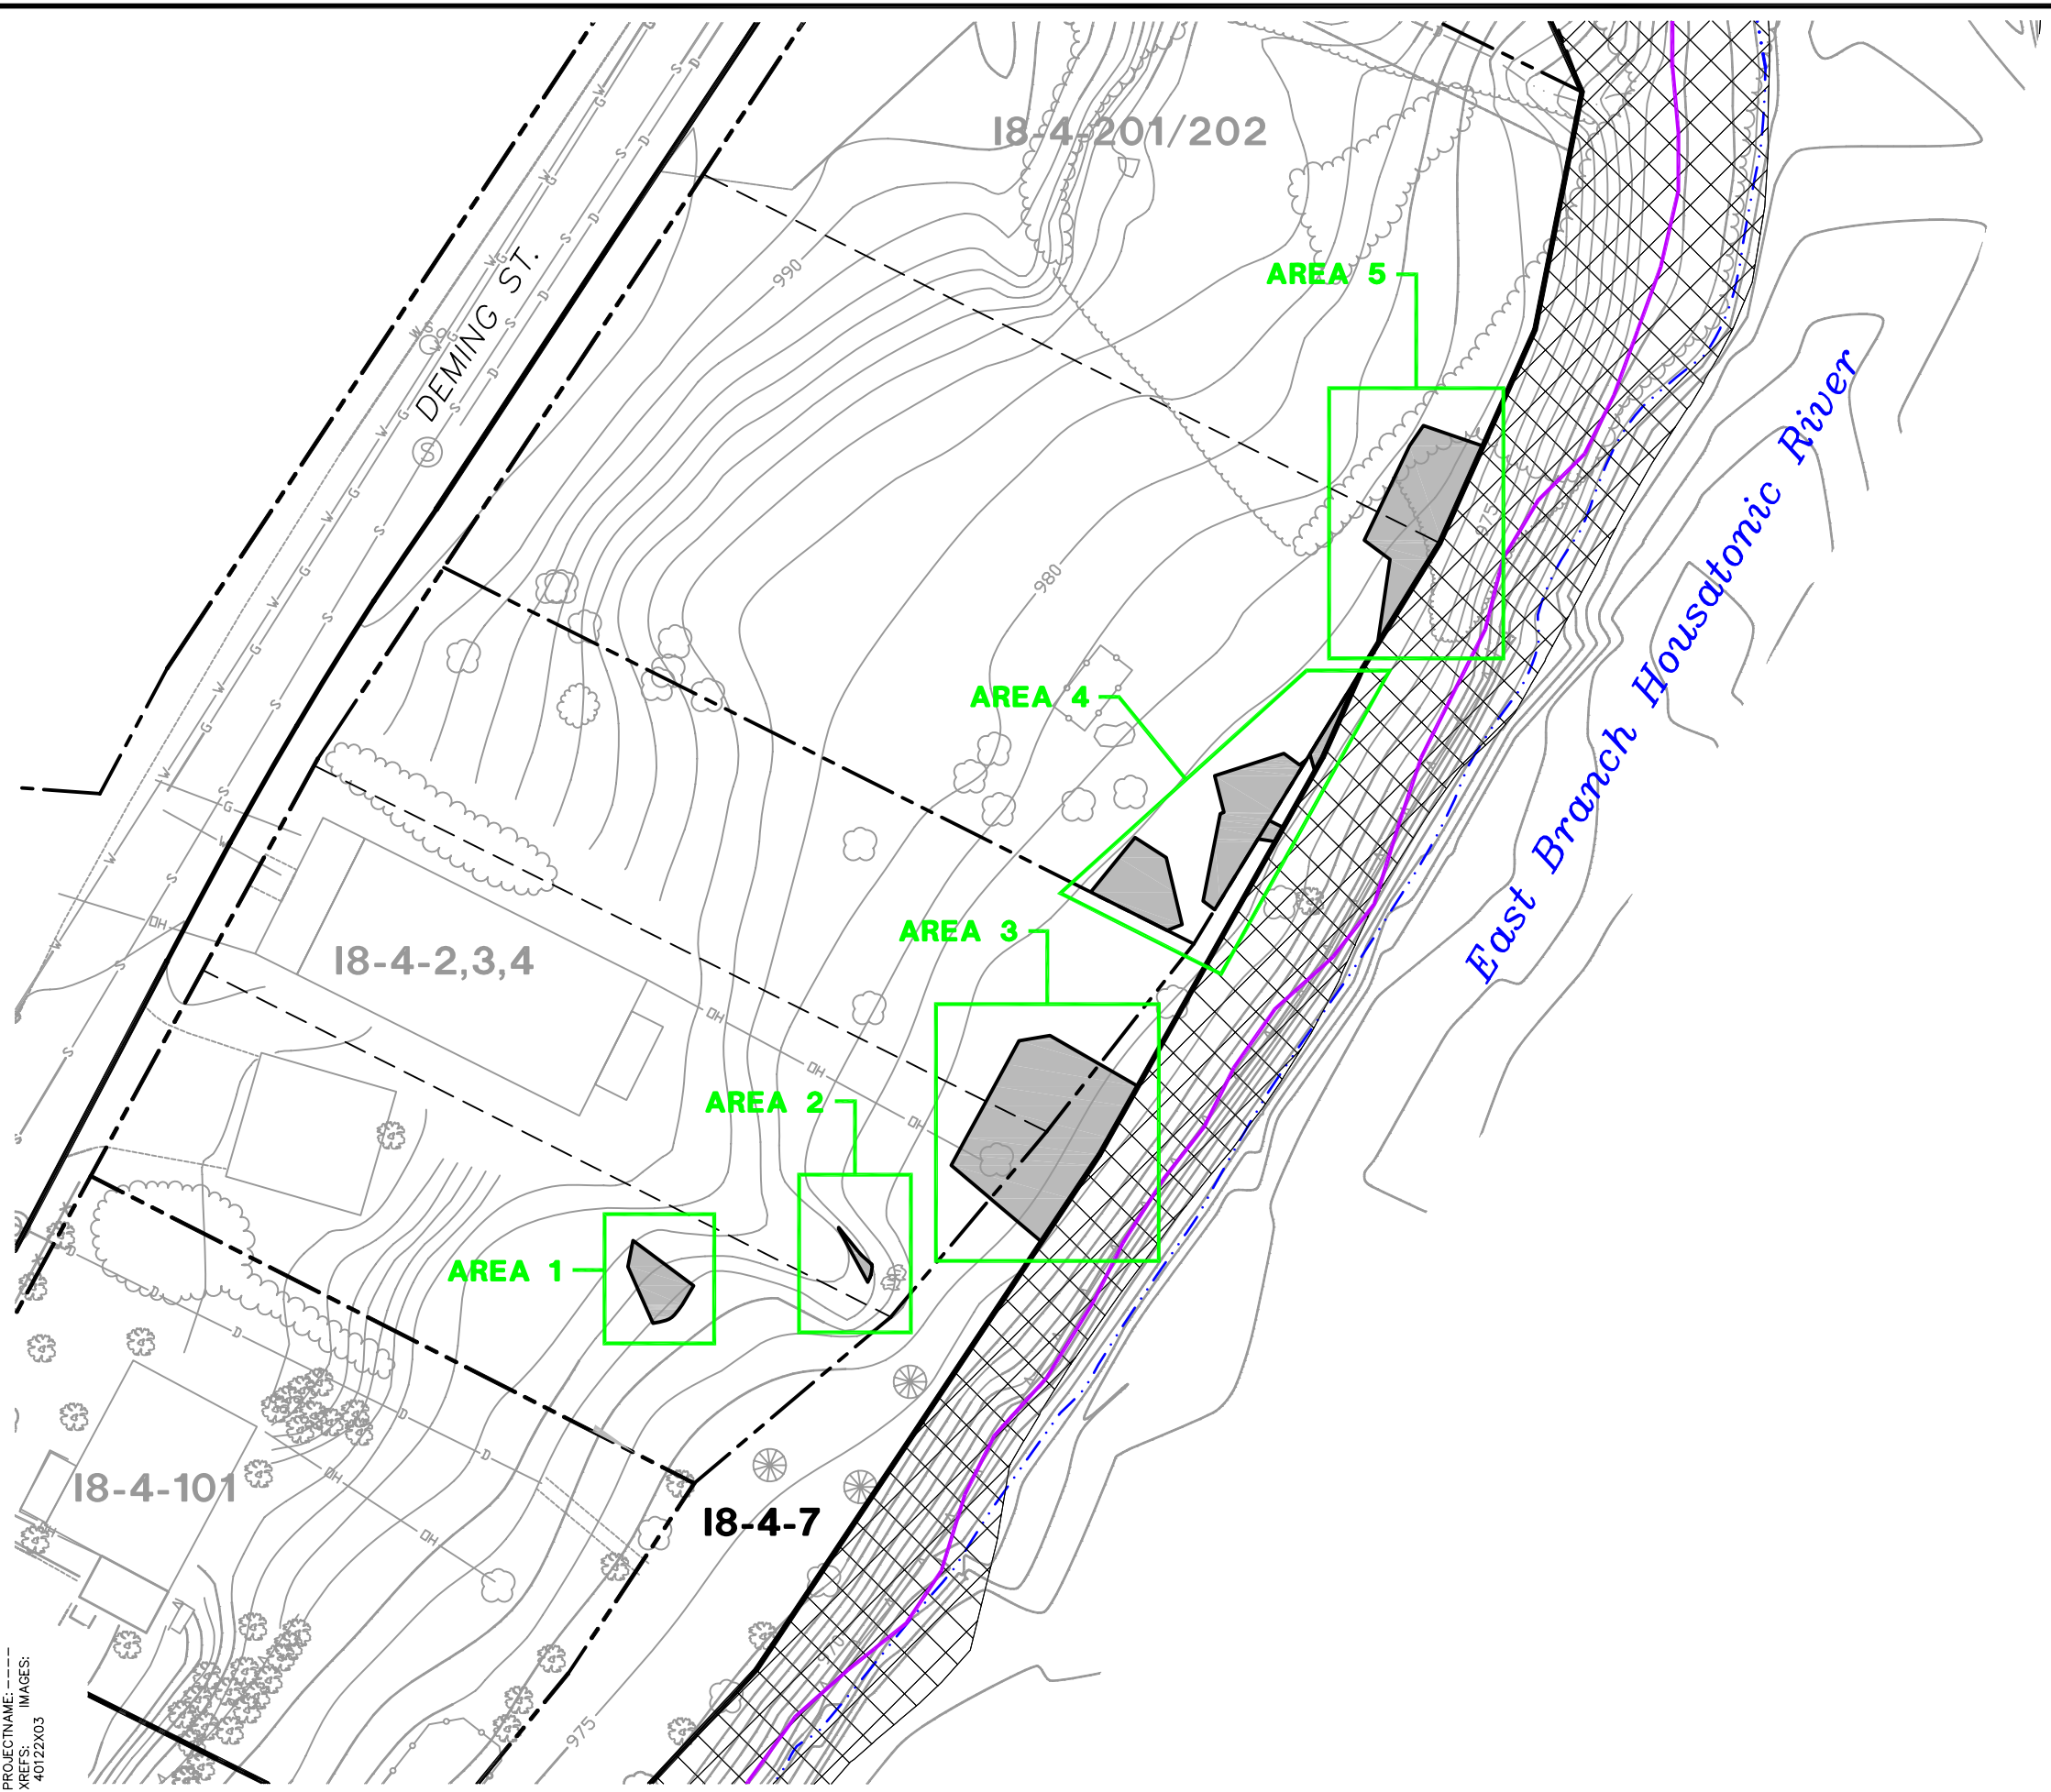 I8-4-201/202
990
AREA 5
DEMING ST.
975
980
East Branch Housatonic River
AREA 4
AREA 3
I8-4-2,3,4
AREA 2
AREA 1
I8-4-101
I8-4-7
970
975
PROJECTNAME: ----
XREFS: IMAGES:
40122X03